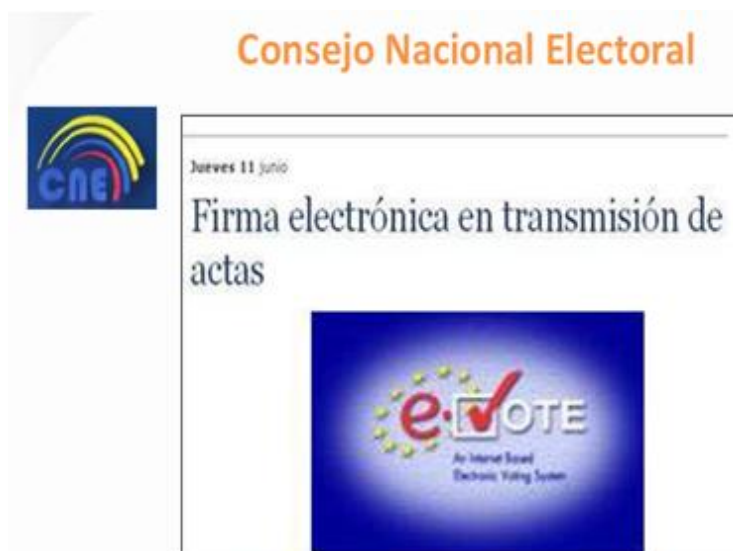 Consejo Nacional Electoral
CNE
Jueves 11 junio
Firma electrónica en transmisión de
actas
e-VOTE
An Internet Based
Electronic Voting System